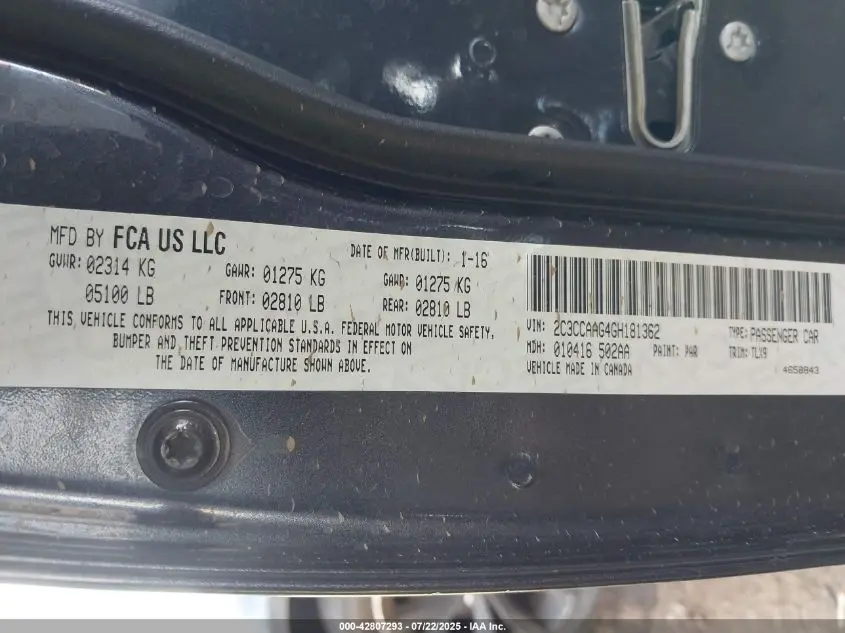 MFD BY FCA US LLC
DATE OF MFR(BUILT): 1-16
GVWR: 02314 KG
05100 LB
GAWR: 01275 KG
FRONT: 02810 LB
GAWR: 01275 KG
REAR: 02810 LB
THIS VEHICLE CONFORMS TO ALL APPLICABLE U.S.A. FEDERAL MOTOR VEHICLE SAFETY,
BUMPER AND THEFT PREVENTION STANDARDS IN EFFECT ON
THE DATE OF MANUFACTURE SHOWN ABOVE.
VIN: 2C3CCAAG4GH181362
TYPE: PASSENGER CAR
MDH: 010416 502AA
PAINT: PAR
TRIM: TLX9
VEHICLE MADE IN CANADA
4650843
000-42807293 - 07/22/2025 - IAA Inc.